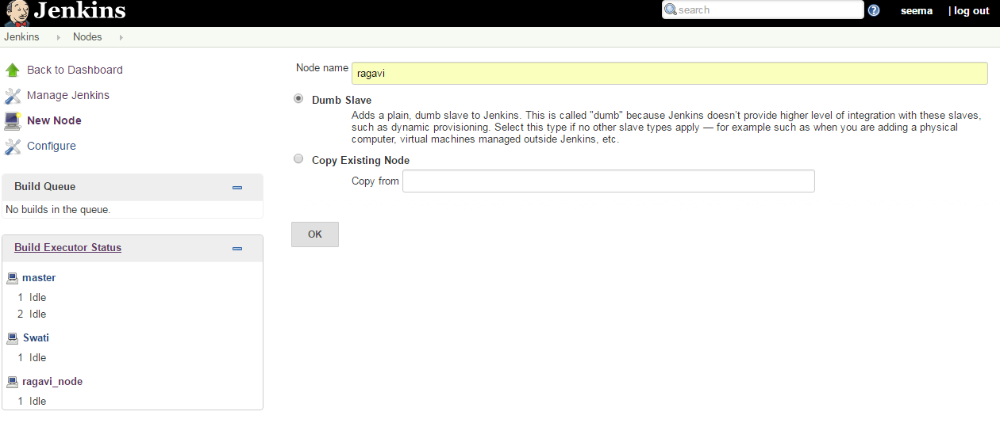 Jenkins
search
seema | log out
Jenkins Nodes
Back to Dashboard
Manage Jenkins
New Node
Configure
Build Queue
No builds in the queue.
Build Executor Status
master
1 Idle
2 Idle
Swati
1 Idle
ragavi_node
1 Idle
Node name ragavi
Dumb Slave
Adds a plain, dumb slave to Jenkins. This is called "dumb" because Jenkins doesn't provide higher level of integration with these slaves,
such as dynamic provisioning. Select this type if no other slave types apply — for example such as when you are adding a physical
computer, virtual machines managed outside Jenkins, etc.
Copy Existing Node
Copy from
OK